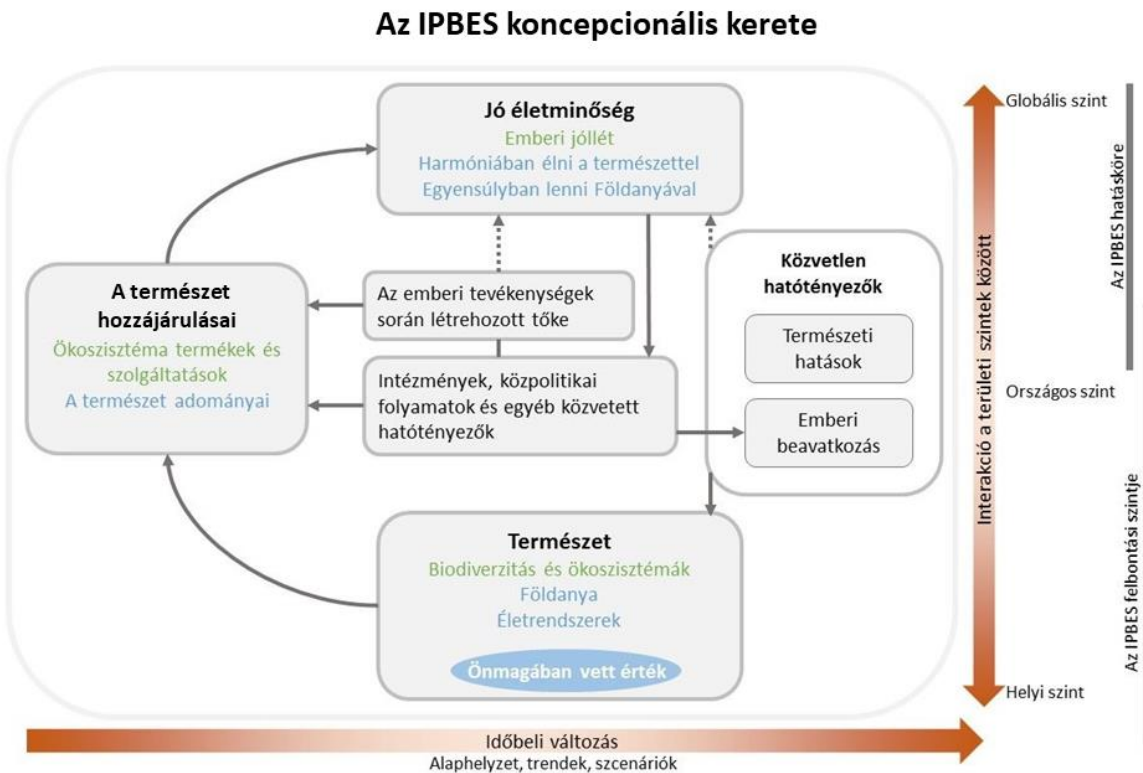 Az IPBES koncepcionális kerete
Jó életminőség
Emberi jóllét
Harmóniában élni a természettel
Egyensúlyban lenni Földanyával
A természet
hozzájárulásai
Ökoszisztéma termékek és
szolgáltatások
A természet adományai
Az emberi tevékenységek
során létrehozott tőke
Intézmények, közpolitikai
folyamatok és egyéb közvetett
hatótényezők
Közvetlen
hatótényezők
Természeti
hatások
Emberi
beavatkozás
Természet
Biodiverzitás és ökoszisztémák
Földanya
Életrendszerek
Önmagában vett érték
Interakció a területi szintek között
Globális szint
Országos szint
Helyi szint
Az IPBES hatásköre
Az IPBES felbontási szintje
Időbeli változás
Alaphelyzet, trendek, szcenáriók